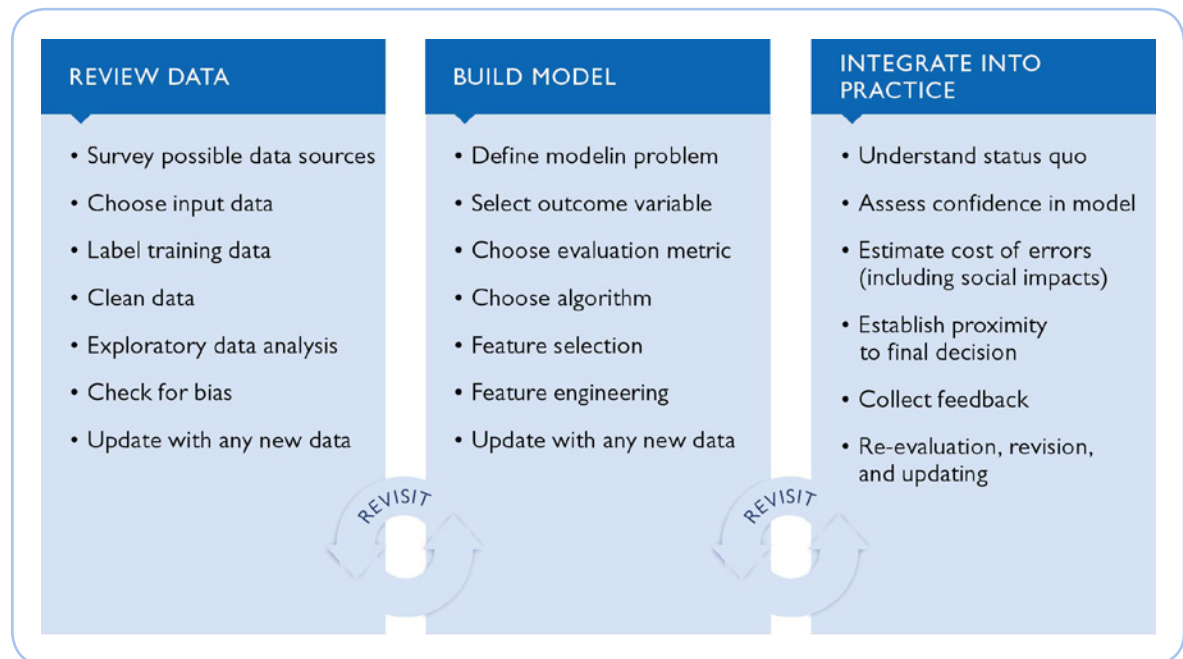 REVIEW DATA
• Survey possible data sources
• Choose input data
• Label training data
• Clean data
• Exploratory data analysis
• Check for bias
• Update with any new data
REVISIT
BUILD MODEL
• Define modelin problem
• Select outcome variable
• Choose evaluation metric
• Choose algorithm
• Feature selection
• Feature engineering
• Update with any new data
REVISIT
INTEGRATE INTO
PRACTICE
• Understand status quo
• Assess confidence in model
• Estimate cost of errors
(including social impacts)
• Establish proximity
to final decision
• Collect feedback
• Re-evaluation, revision,
and updating